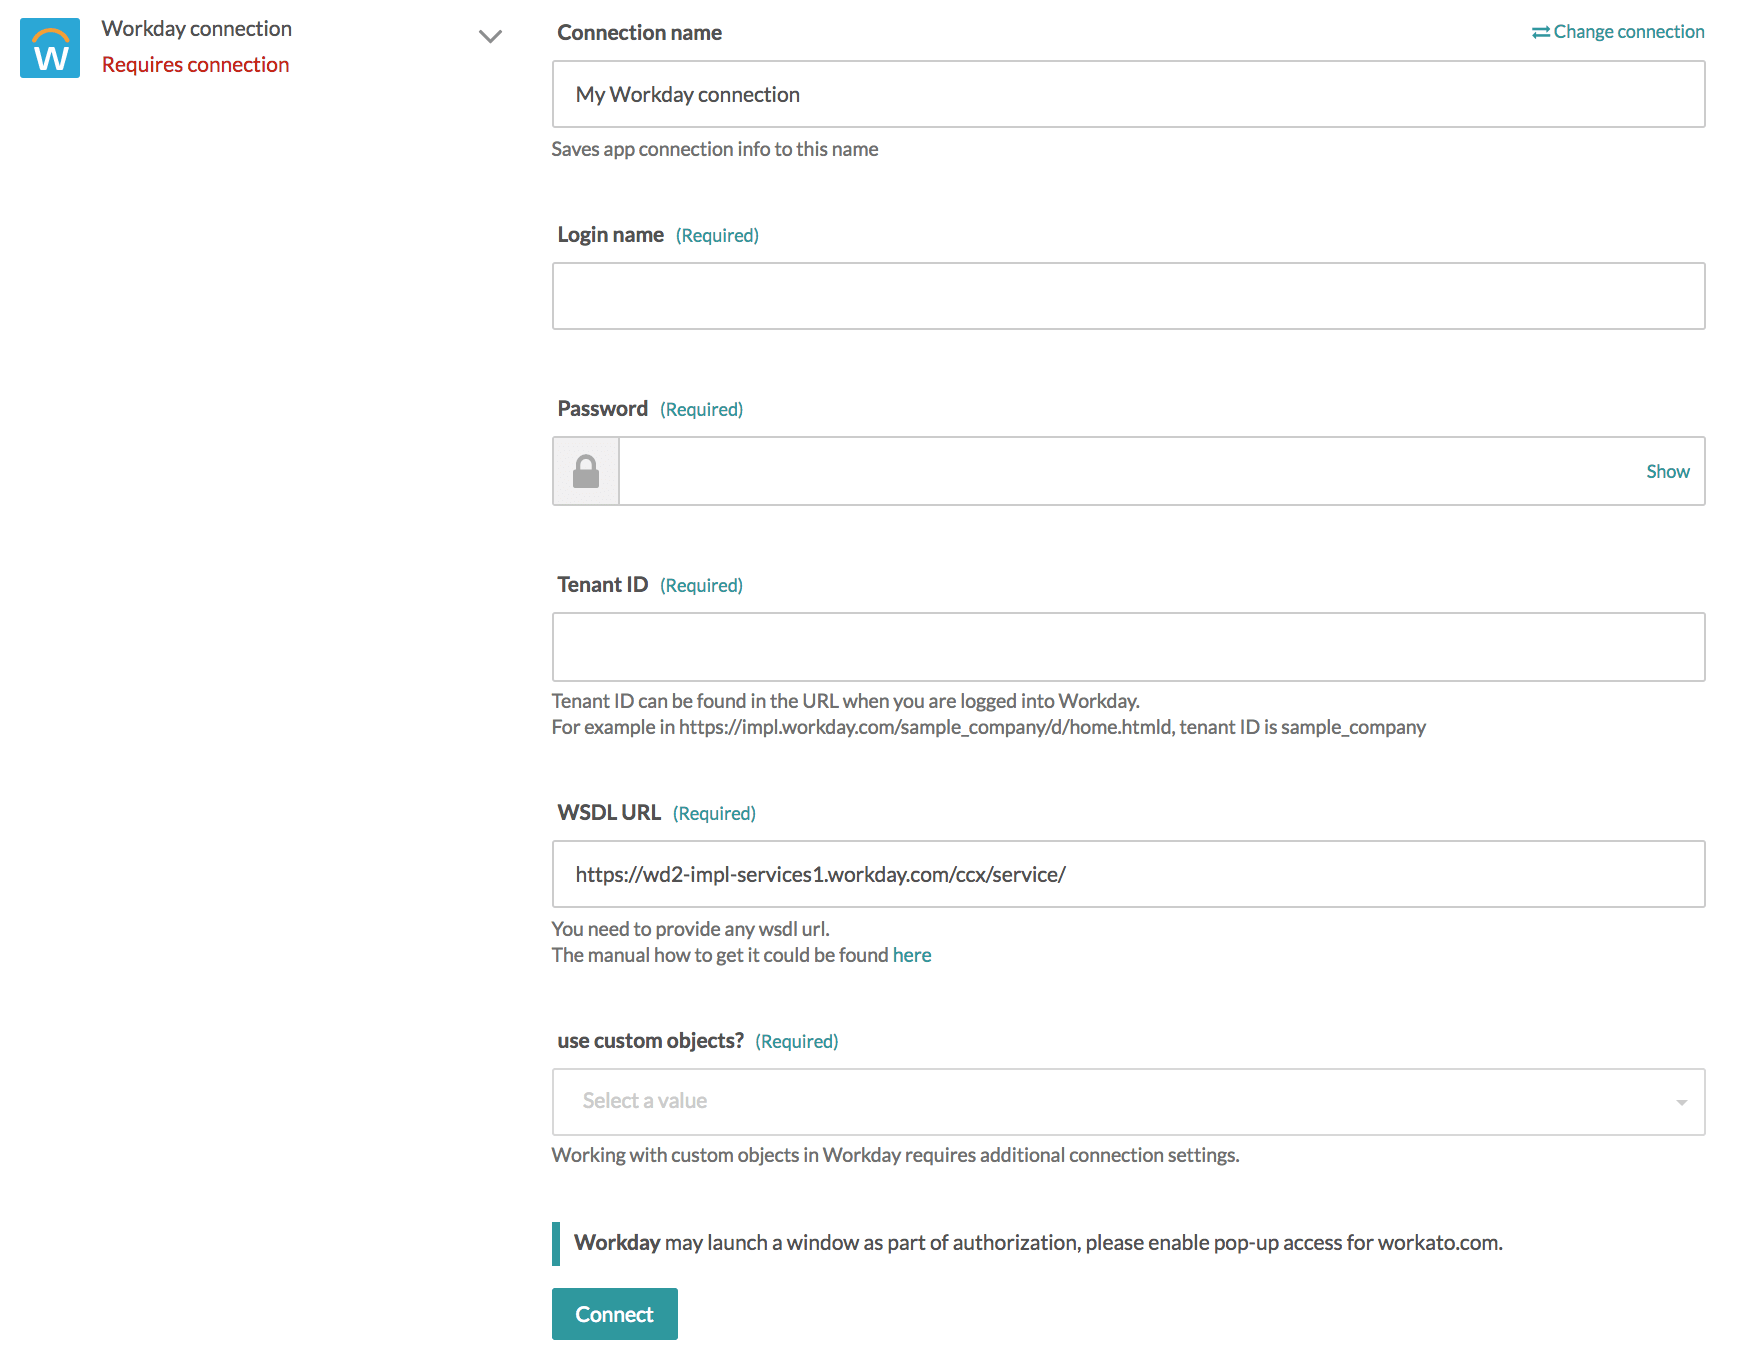 W
Workday connection
Requires connection
Connection name
Change connection
My Workday connection
Saves app connection info to this name
Login name (Required)
Password (Required)
Show
Tenant ID (Required)
Tenant ID can be found in the URL when you are logged into Workday.
For example in https://impl.workday.com/sample_company/d/home.htmld, tenant ID is sample_company
WSDL URL (Required)
https://wd2-impl-services1.workday.com/ccx/service/
You need to provide any wsdl url.
The manual how to get it could be found here
use custom objects? (Required)
Select a value
Working with custom objects in Workday requires additional connection settings.
Workday may launch a window as part of authorization, please enable pop-up access for workato.com.
Connect